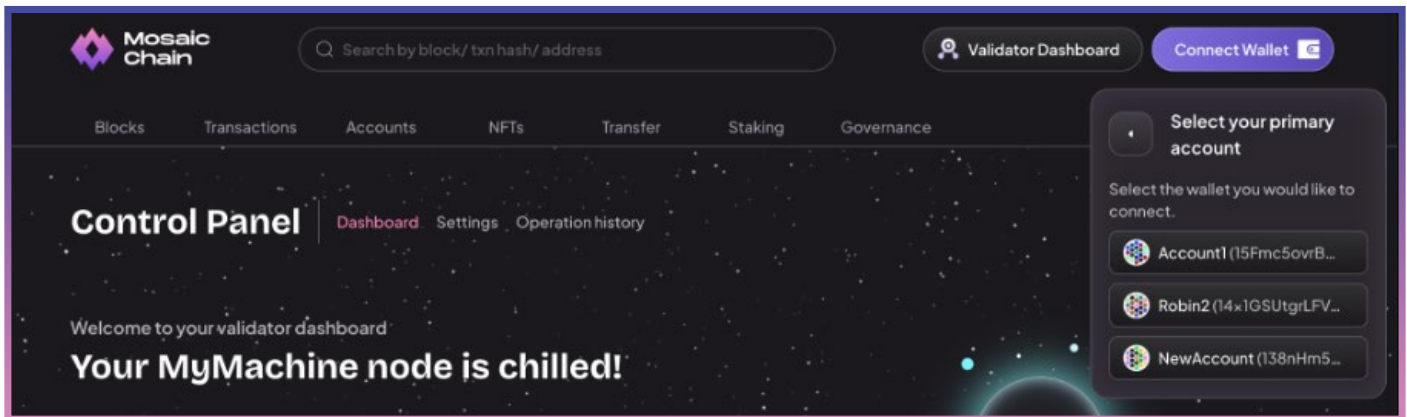 Mosaic
Chain
Search by block/ txn hash/ address
Validator Dashboard
Connect Wallet
Blocks
Transactions
Accounts
NFTs
Transfer
Staking
Governance
Select your primary
account
Select the wallet you would like to
connect.
Account1 (15Fmc5ovrB...
Robin2 (14x1GSUtgrLFV...
NewAccount (138nHm5...
Control Panel
Dashboard
Settings
Operation history
Welcome to your validator dashboard
Your MyMachine node is chilled!